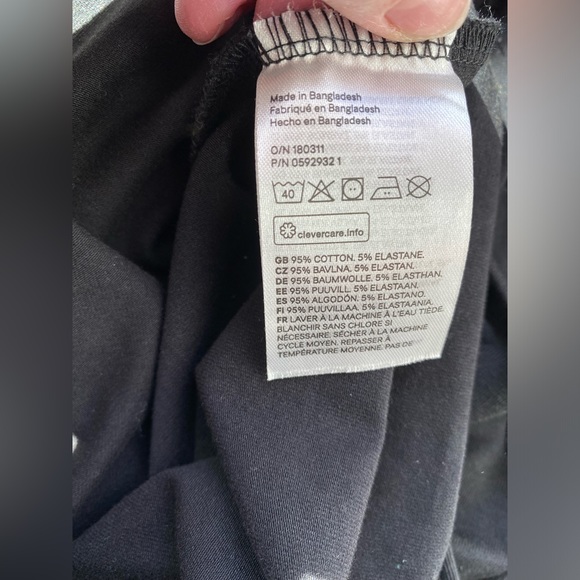 Made in Bangladesh
Fabriqué en Bangladesh
Hecho en Bangladesh
O/N 180311
P/N 0592932 1
40
clevercare.info
GB 95% COTTON. 5% ELASTANE.
CZ 95% BAVLNA. 5% ELASTAN.
DE 95% BAUMWOLLE. 5% ELASTHAN.
EE 95% PUUVILL. 5% ELASTAAN.
ES 95% ALGODÓN. 5% ELASTANO.
FI 95% PUUVILLAA. 5% ELASTAANIA.
FR LAVER À LA MACHINE À L'EAU TIÈDE.
BLANCHIR SANS CHLORE SI
NÉCESSAIRE. SÉCHER À LA MACHINE
CYCLE MOYEN. REPASSER À
TEMPÉRATURE MOYENNE. PAS DE